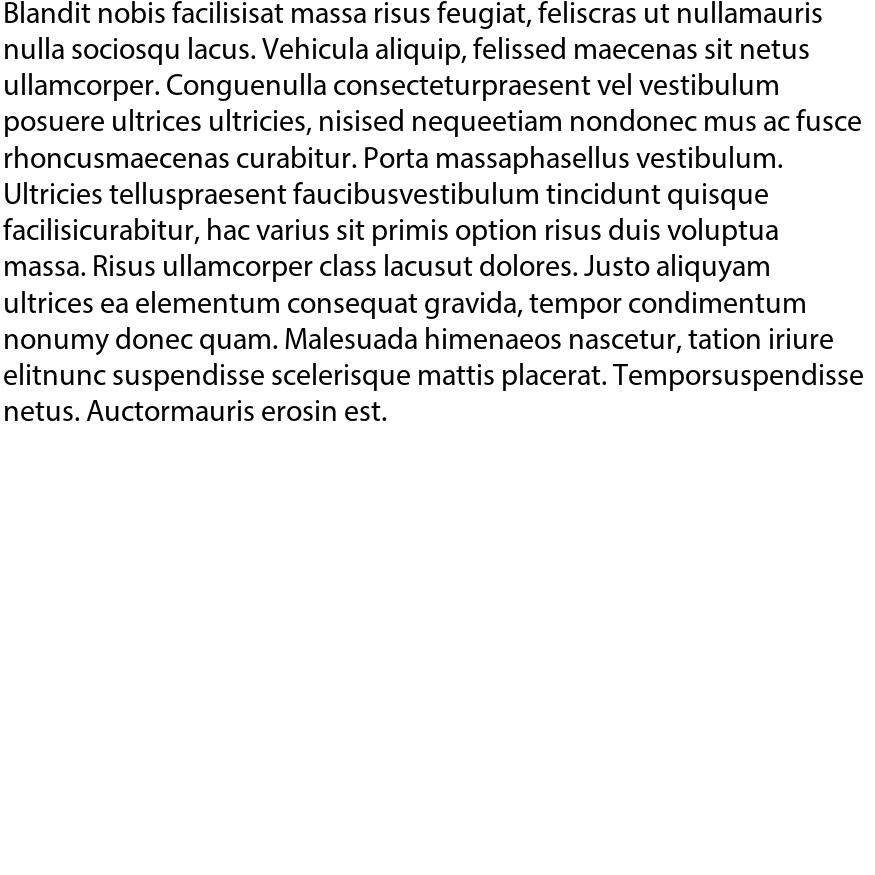 Blandit nobis facilisisat massa risus feugiat, feliscras ut nullamauris
nulla sociosqu lacus. Vehicula aliquip, felissed maecenas sit netus
ullamcorper. Conguenulla consecteturpraesent vel vestibulum
posuere ultrices ultricies, nisised nequeetiam nondonec mus ac fusce
rhoncusmaecenas curabitur. Porta massaphasellus vestibulum.
Ultricies telluspraesent faucibusvestibulum tincidunt quisque
facilisicurabitur, hac varius sit primis option risus duis voluptua
massa. Risus ullamcorper class lacusut dolores. Justo aliquyam
ultrices ea elementum consequat gravida, tempor condimentum
nonumy donec quam. Malesuada himenaeos nascetur, tation iriure
elitnunc suspendisse scelerisque mattis placerat. Temporsuspendisse
netus. Auctormauris erosin est.